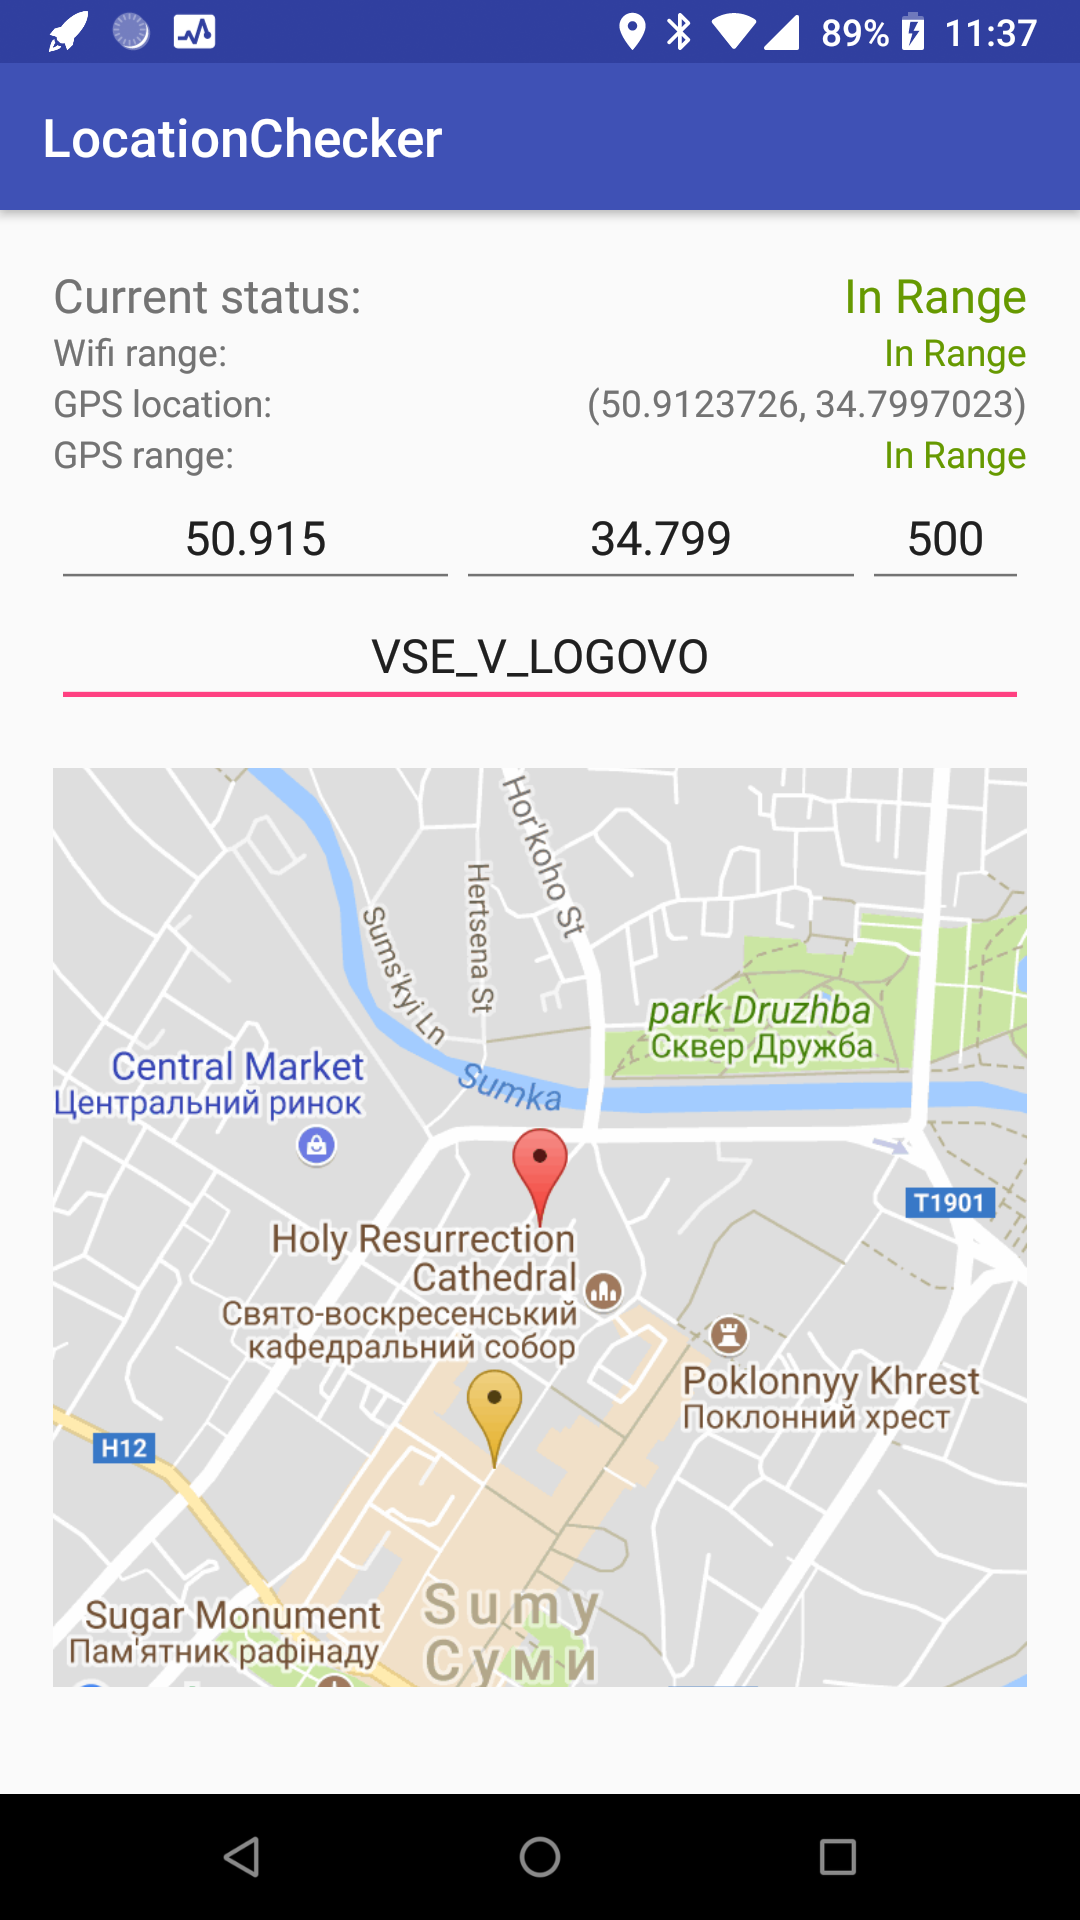 89% 11:37
LocationChecker
Current status: In Range
Wifi range: In Range
GPS location: (50.9123726, 34.7997023)
GPS range: In Range
50.915 34.799 500
VSE_V_LOGOVO
Hor'koho St
Hertsena St
Sums'kyi Ln
park Druzhba
Сквер Дружба
Central Market
Центральний ринок
Sumka
T1901
Holy Resurrection
Cathedral
Свято-воскресенський
кафедральний собор
Poklonnyy Khrest
Поклонний хрест
H12
Sumy
Суми
Sugar Monument
Пам'ятник рафінаду